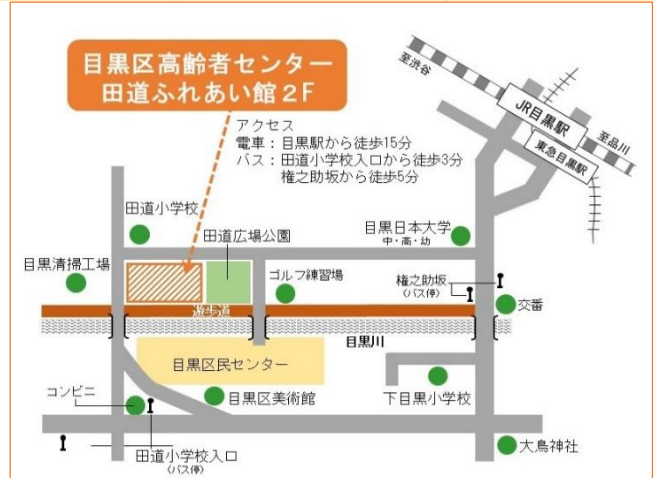 目黒区高齢者センター
田道ふれあい館2F
アクセス
電車：目黒駅から徒歩15分
バス：田道小学校入口から徒歩3分
権之助坂から徒歩5分
至渋谷
JR目黒駅
至品川
東急目黒駅
田道小学校
田道広場公園
目黒日本大学
中・高・幼
目黒清掃工場
ゴルフ練習場
権之助坂
(バス停)
交番
遊歩道
目黒川
目黒区民センター
コンビニ
目黒区美術館
下目黒小学校
田道小学校入口
(バス停)
大鳥神社